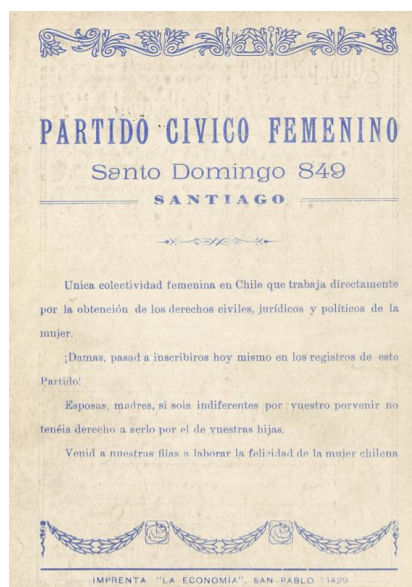 PARTIDO CIVICO FEMENINO
Santo Domingo 849
SANTIAGO
Unica colectividad femenina en Chile que trabaja directamente
por la obtención de los derechos civiles, jurídicos y políticos de la
mujer.
¡Damas, pasad a inscribiros hoy mismo en los registros de este
Partido!
Esposas, madres, si sois indiferentes por vuestro porvenir no
tenéis derecho a serlo por el de vuestras hijas.
Venid a nuestras filas a laborar la felicidad de la mujer chilena
IMPRENTA "LA ECONOMÍA", SAN PABLO 1429